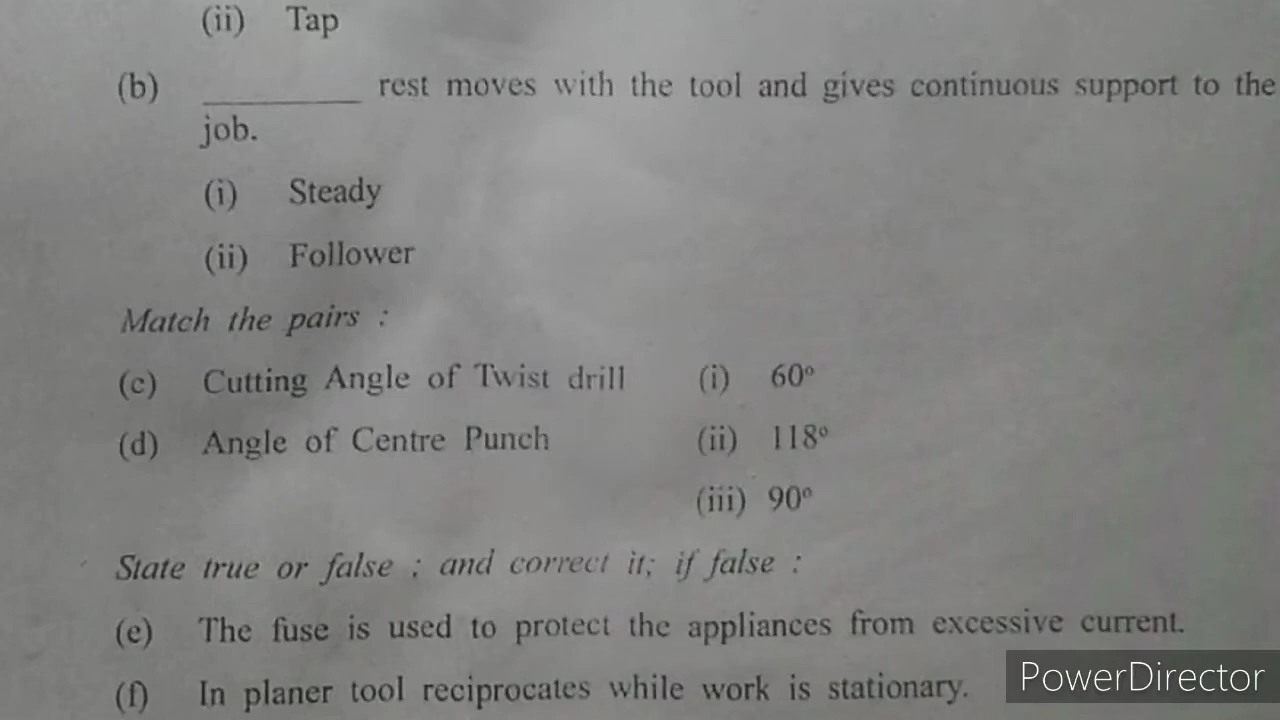 (ii) Tap
(b) ________ rest moves with the tool and gives continuous support to the
job.
(i) Steady
(ii) Follower
Match the pairs :
(c) Cutting Angle of Twist drill (i) 60°
(d) Angle of Centre Punch (ii) 118°
(iii) 90°
State true or false ; and correct it; if false :
(e) The fuse is used to protect the appliances from excessive current.
(f) In planer tool reciprocates while work is stationary.
PowerDirector